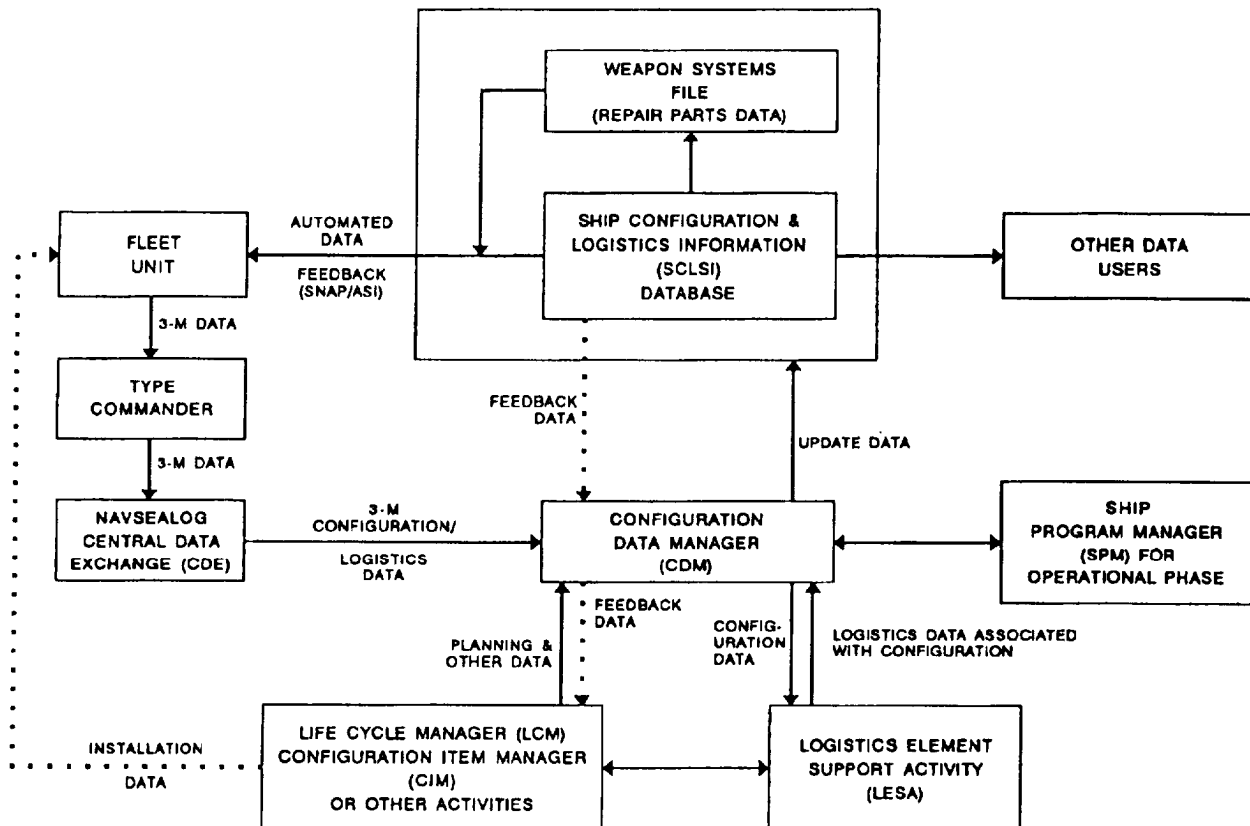 WEAPON SYSTEMS
FILE
(REPAIR PARTS DATA)
SHIP CONFIGURATION &
LOGISTICS INFORMATION
(SCLSI)
DATABASE
AUTOMATED
DATA
FEEDBACK
(SNAP/ASI)
FLEET
UNIT
OTHER DATA
USERS
3-M DATA
TYPE
COMMANDER
FEEDBACK
DATA
UPDATE DATA
3-M DATA
NAVSEALOG
CENTRAL DATA
EXCHANGE (CDE)
3-M
CONFIGURATION/
LOGISTICS
DATA
CONFIGURATION
DATA MANAGER
(CDM)
SHIP
PROGRAM MANAGER
(SPM) FOR
OPERATIONAL PHASE
PLANNING &
OTHER DATA
FEEDBACK
DATA
CONFIG-
URATION
DATA
LOGISTICS DATA ASSOCIATED
WITH CONFIGURATION
INSTALLATION
DATA
LIFE CYCLE MANAGER (LCM)
CONFIGURATION ITEM MANAGER
(CIM)
OR OTHER ACTIVITIES
LOGISTICS ELEMENT
SUPPORT ACTIVITY
(LESA)